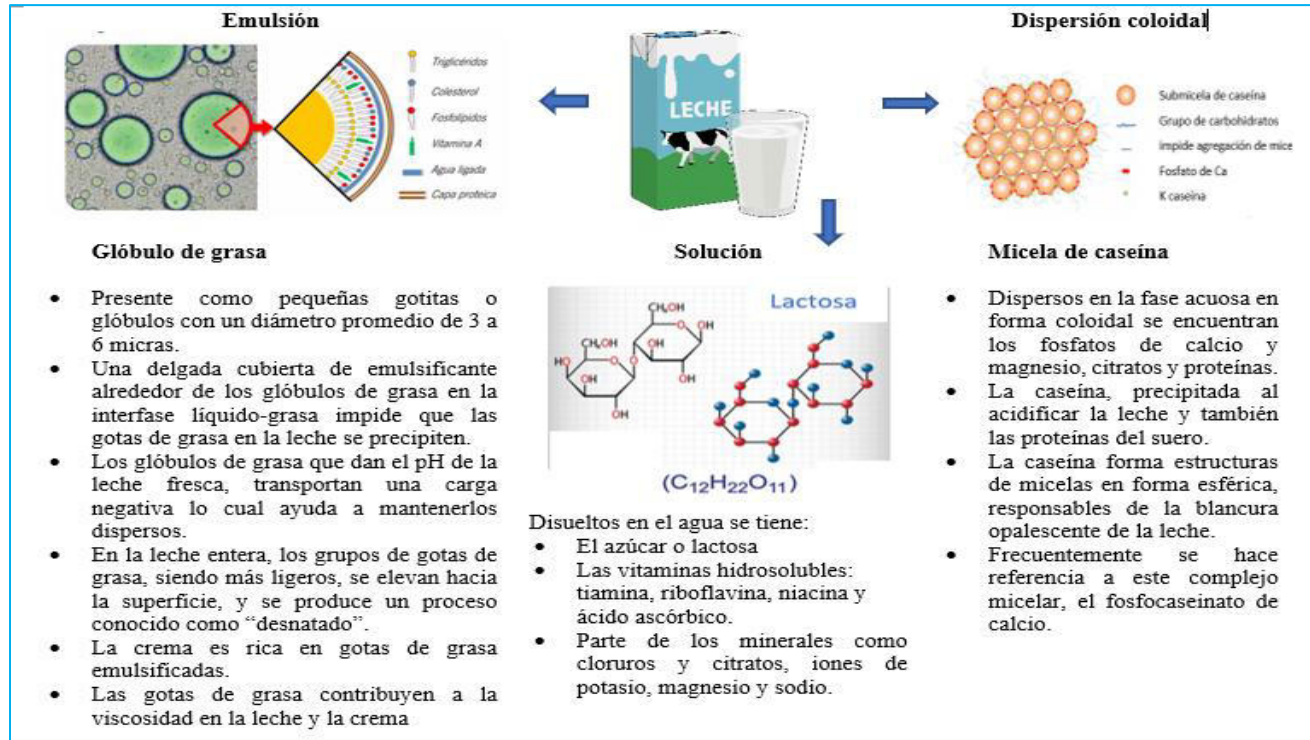 Emulsión
Triglicéridos
Colesterol
Fosfolípidos
Vitamina A
Agua ligada
Capa proteica
LECHE
Dispersión coloidal
Submicela de caseína
Grupo de carbohidratos
impide agregación de mice
Fosfato de Ca
K caseína
Glóbulo de grasa
• Presente como pequeñas gotitas o
glóbulos con un diámetro promedio de 3 a
6 micras.
• Una delgada cubierta de emulsificante
alrededor de los glóbulos de grasa en la
interfase líquido-grasa impide que las
gotas de grasa en la leche se precipiten.
• Los glóbulos de grasa que dan el pH de la
leche fresca, transportan una carga
negativa lo cual ayuda a mantenerlos
dispersos.
• En la leche entera, los grupos de gotas de
grasa, siendo más ligeros, se elevan hacia
la superficie, y se produce un proceso
conocido como “desnatado”.
• La crema es rica en gotas de grasa
emulsificadas.
• Las gotas de grasa contribuyen a la
viscosidad en la leche y la crema
Solución
Lactosa
CH₂OH
OH
CH₂OH
OH
HO
OH
OH
OH
OH
(C₁₂H₂₂O₁₁)
Disueltos en el agua se tiene:
• El azúcar o lactosa
• Las vitaminas hidrosolubles:
tiamina, riboflavina, niacina y
ácido ascórbico.
• Parte de los minerales como
cloruros y citratos, iones de
potasio, magnesio y sodio.
Micela de caseína
• Dispersos en la fase acuosa en
forma coloidal se encuentran
los fosfatos de calcio y
magnesio, citratos y proteínas.
• La caseína, precipitada al
acidificar la leche y también
las proteínas del suero.
• La caseína forma estructuras
de micelas en forma esférica,
responsables de la blancura
opalescente de la leche.
• Frecuentemente se hace
referencia a este complejo
micelar, el fosfocaseinato de
calcio.